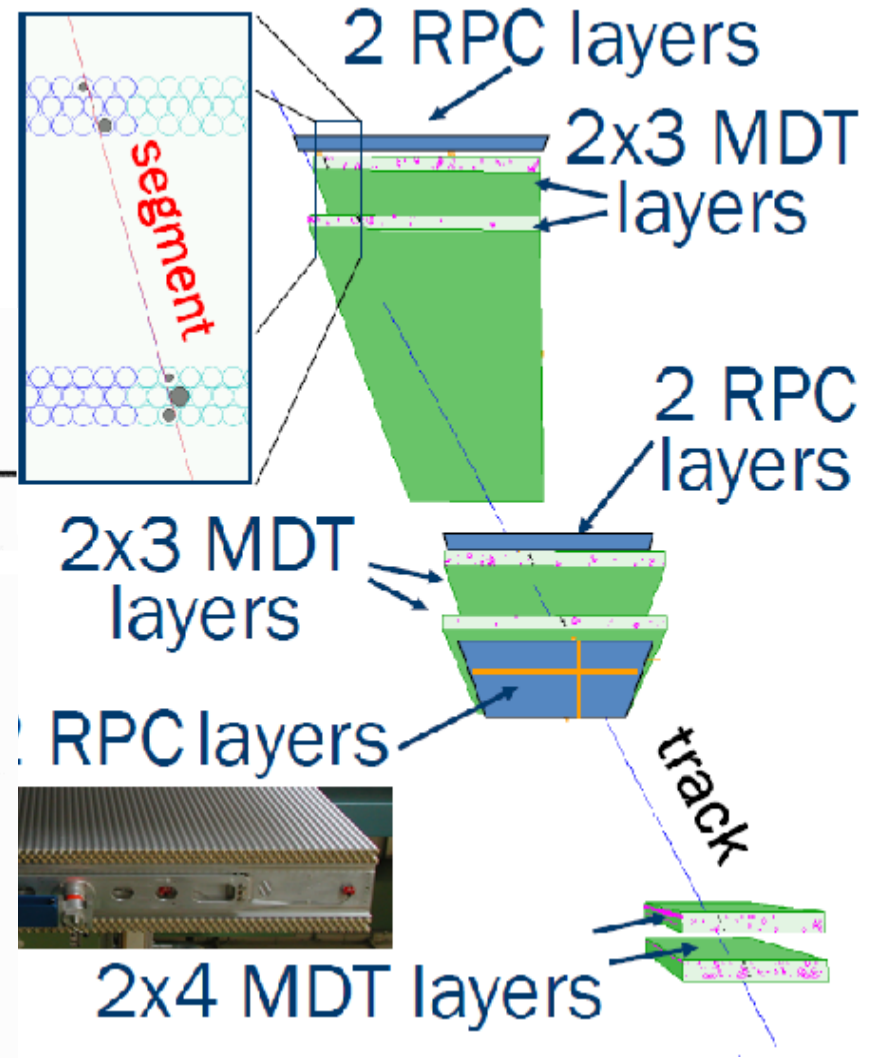 2 RPC layers
2x3 MDT
layers
segment
2 RPC
layers
2x3 MDT
layers
RPC layers
track
2x4 MDT layers